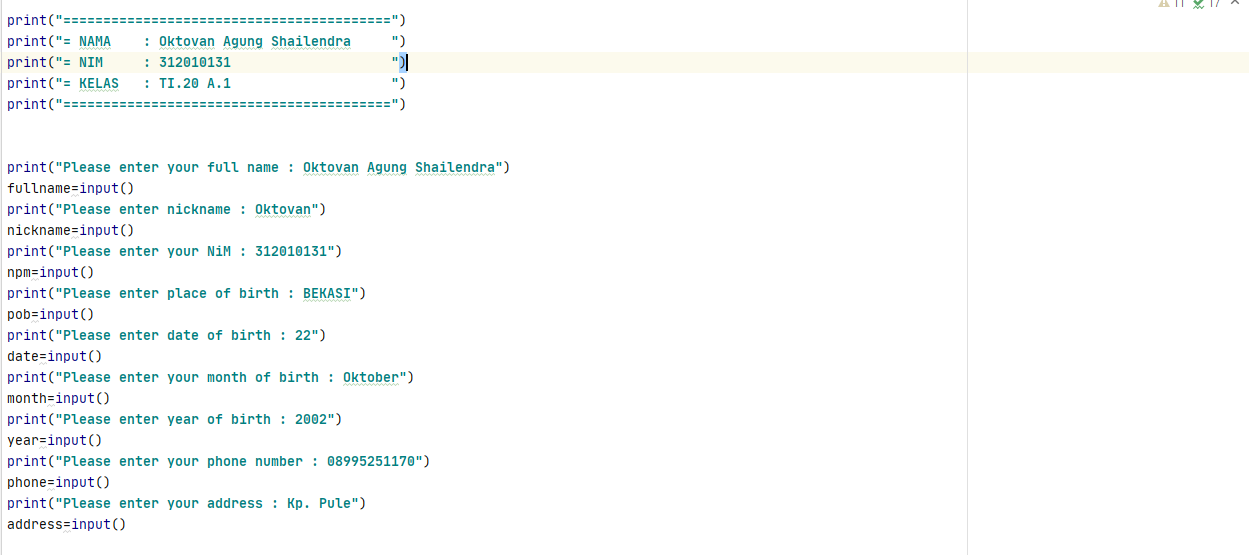 print("=========================================")
print("= NAMA    : Oktovan Agung Shailendra     ")
print("= NIM     : 312010131                    ")
print("= KELAS   : TI.20 A.1                    ")
print("=========================================")
print("Please enter your full name : Oktovan Agung Shailendra")
fullname=input()
print("Please enter nickname : Oktovan")
nickname=input()
print("Please enter your NiM : 312010131")
npm=input()
print("Please enter place of birth : BEKASI")
pob=input()
print("Please enter date of birth : 22")
date=input()
print("Please enter your month of birth : Oktober")
month=input()
print("Please enter year of birth : 2002")
year=input()
print("Please enter your phone number : 08995251170")
phone=input()
print("Please enter your address : Kp. Pule")
address=input()